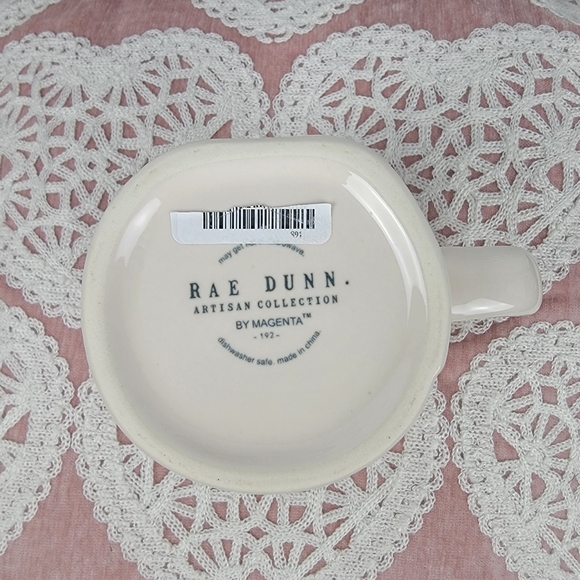 may get
RAE DUNN.
ARTISAN COLLECTION
BY MAGENTA™
- 192 -
dishwasher safe. made in china.